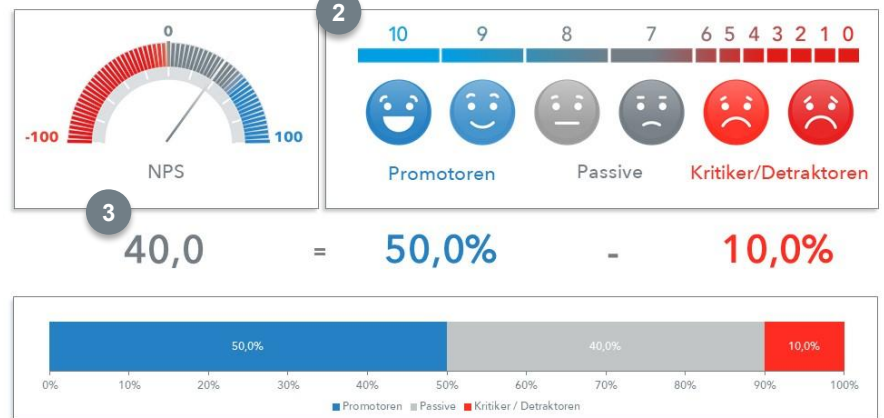 2
0
-100
100
NPS
10 9 8 7 6 5 4 3 2 1 0
Promotoren Passive Kritiker/Detraktoren
3
40,0 = 50,0% - 10,0%
50,0% 40,0% 10,0%
0% 10% 20% 30% 40% 50% 60% 70% 80% 90% 100%
Promotoren Passive Kritiker / Detraktoren